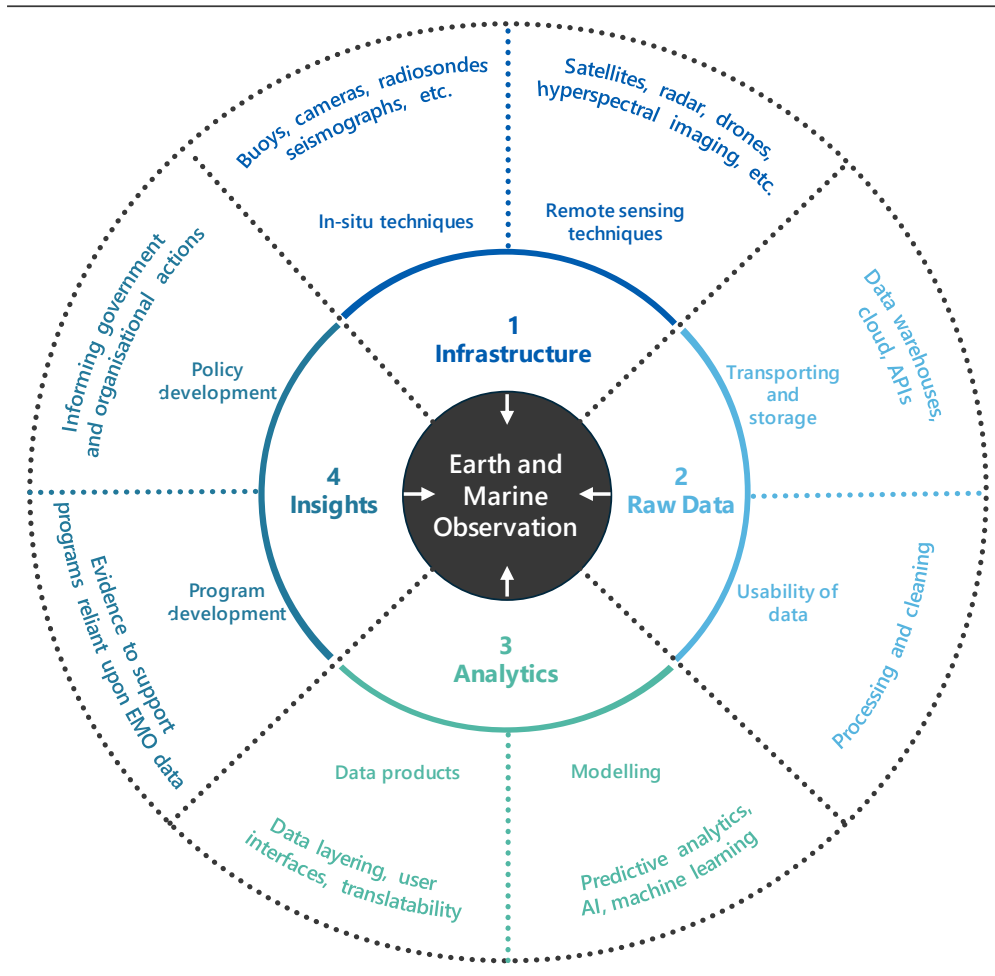 Buoys, cameras, radiosondes
seismographs, etc.
Satellites, radar, drones,
hyperspectral imaging, etc.
In-situ techniques
Remote sensing
techniques
1
Infrastructure
Data warehouses,
cloud, APIs
Transporting
and
storage
2
Raw Data
Usability of
data
Processing and cleaning
3
Analytics
Modelling
Predictive analytics,
AI, machine learning
Data products
Data layering, user
interfaces, translatability
4
Insights
Program
development
Evidence to support
programs reliant upon EMO data
Policy
development
Informing government
and organisational actions
Earth and
Marine
Observation